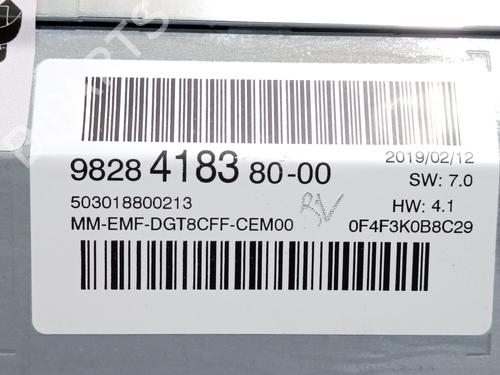 9828 4183 80-00
2019/02/12
SW: 7.0
503018800213
HW: 4.1
MM-EMF-DGT8CFF-CEM00
0F4F3K0B8C29